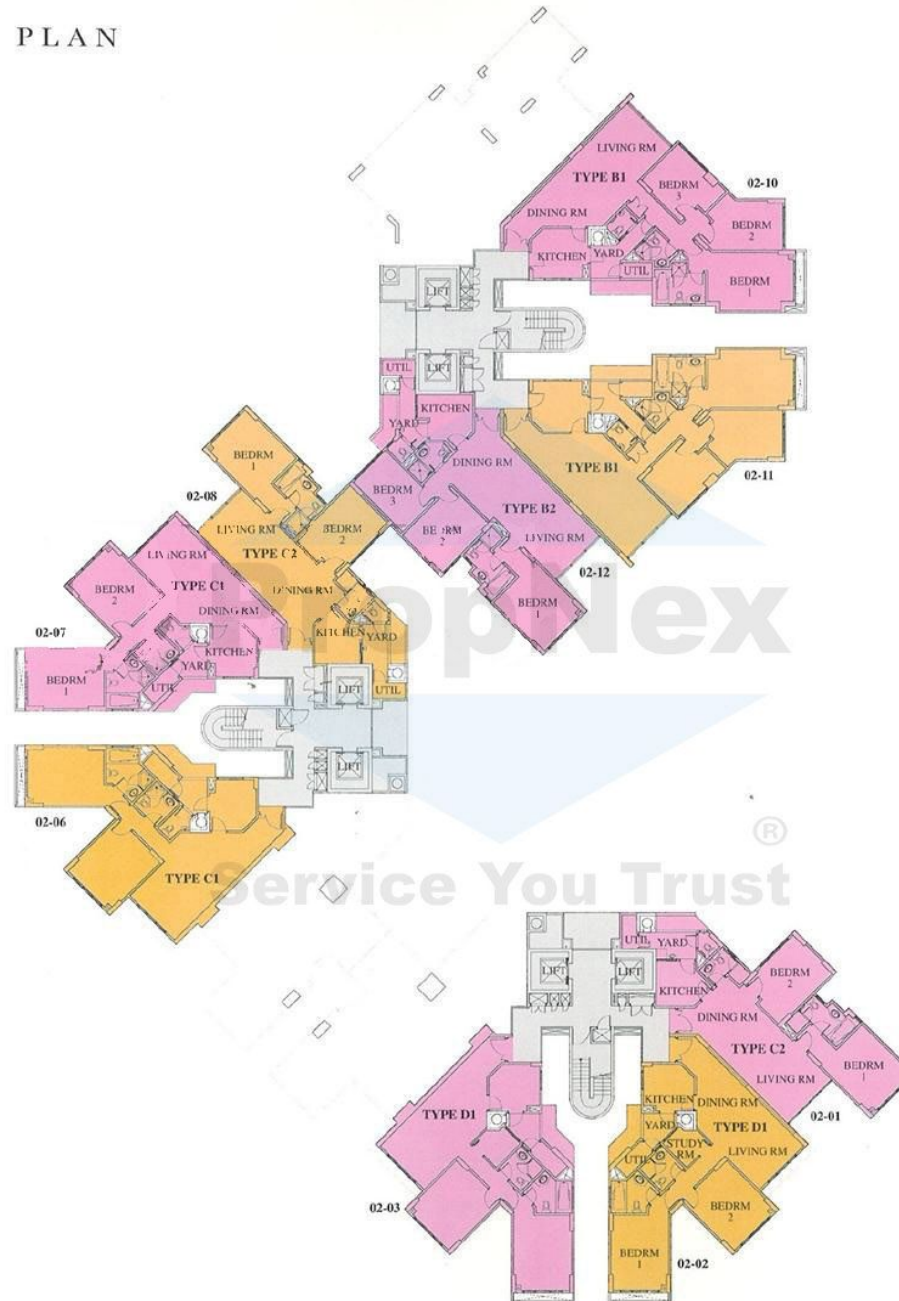 PLAN
LIVING RM
TYPE B1
BEDRM
3
02-10
DINING RM
BEDRM
2
KITCHEN
YARD
UTIL
BEDRM
1
LIFT
LIFT
UTIL
KITCHEN
YARD
DINING RM
TYPE B1
02-11
BEDRM
3
TYPE B2
BEDRM
2
LIVING RM
02-12
BEDRM
1
BEDRM
1
02-08
LIVING RM
BEDRM
2
TYPE C2
DINING RM
KITCHEN
YARD
UTIL
LIVING RM
TYPE C1
BEDRM
2
DINING RM
02-07
KITCHEN
YARD
BEDRM
1
UTIL
LIFT
LIFT
02-06
TYPE C1
PropNex
®
Service You Trust
UTIL
YARD
LIFT
LIFT
KITCHEN
BEDRM
2
DINING RM
TYPE C2
BEDRM
1
LIVING RM
02-01
TYPE D1
KITCHEN
DINING RM
YARD
TYPE D1
STUDY
RM
LIVING RM
UTIL
BEDRM
2
02-03
BEDRM
1
02-02